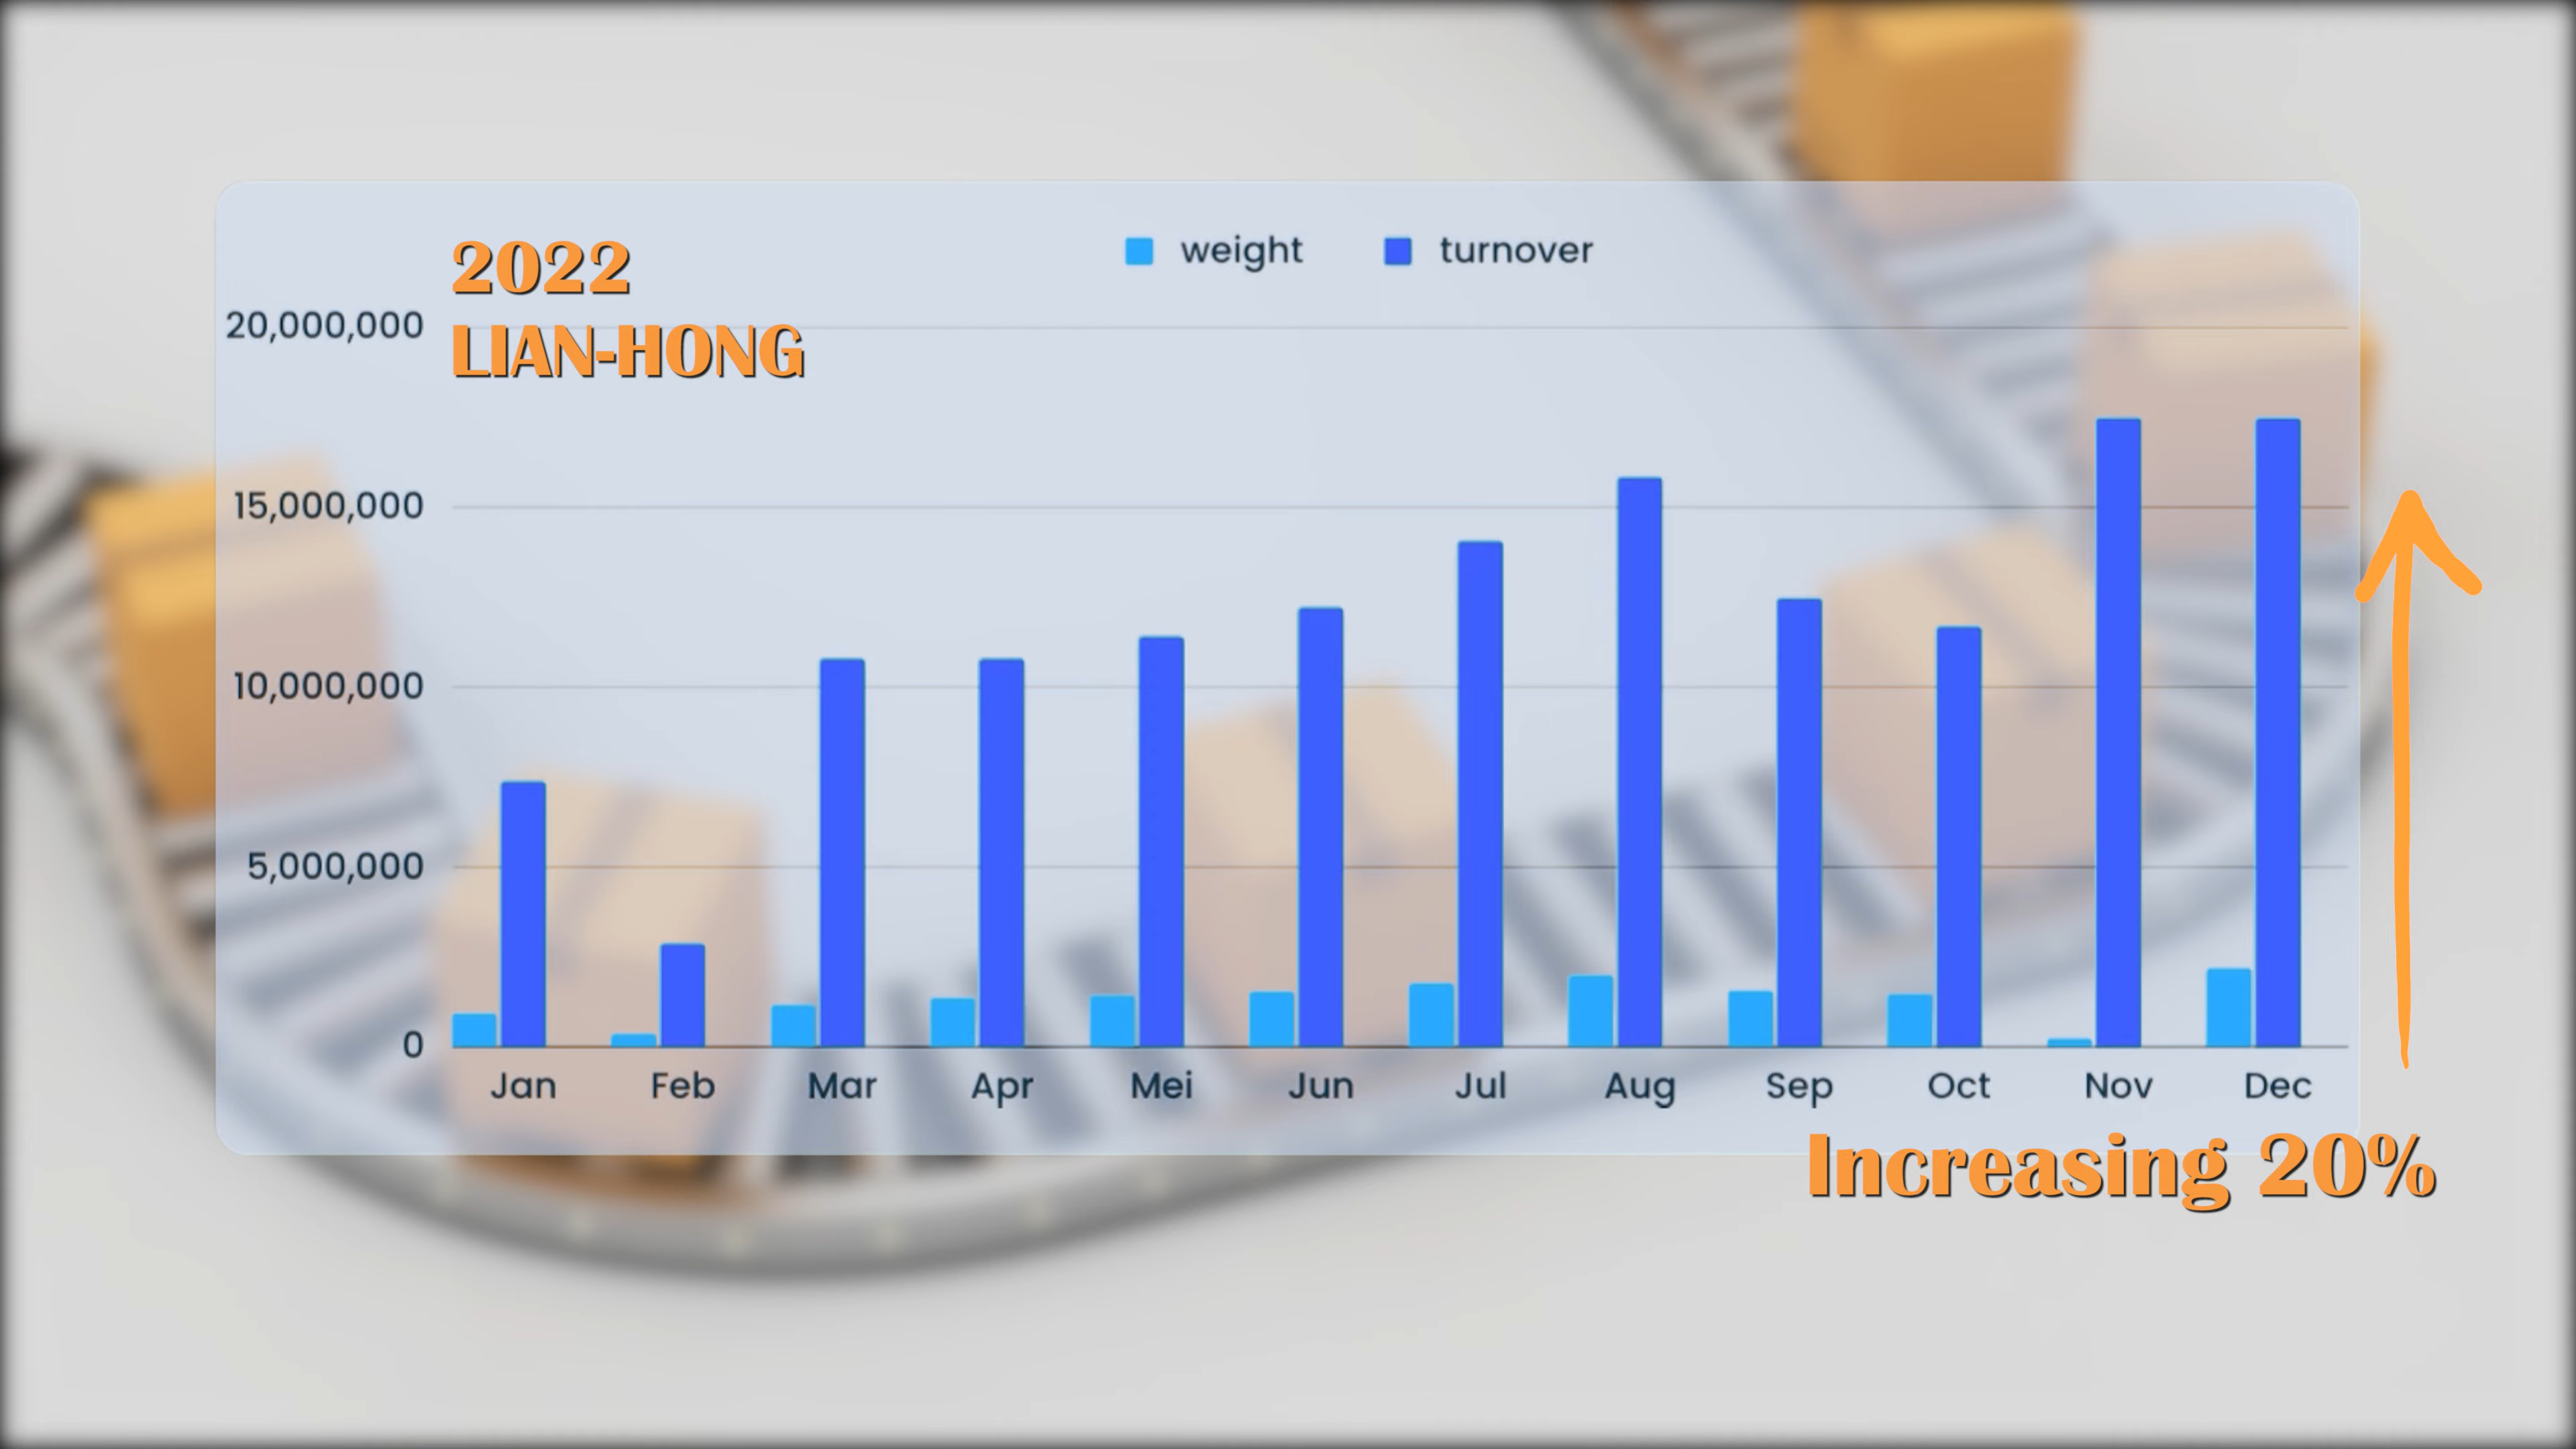 2022
LIAN-HONG
weight turnover
20,000,000
15,000,000
10,000,000
5,000,000
0
Jan Feb Mar Apr Mei Jun Jul Aug Sep Oct Nov Dec
Increasing 20%